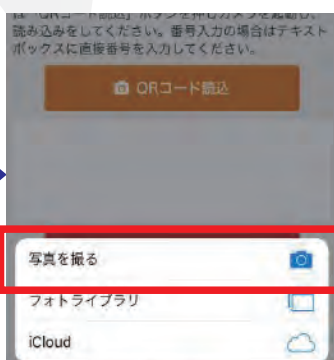 は「QRコード読込」ボタンを押しカメラを起動し、
読み込みをしてください。番号入力の場合はテキスト
ボックスに直接番号を入力してください。
QRコード読込
写真を撮る
フォトライブラリ
iCloud